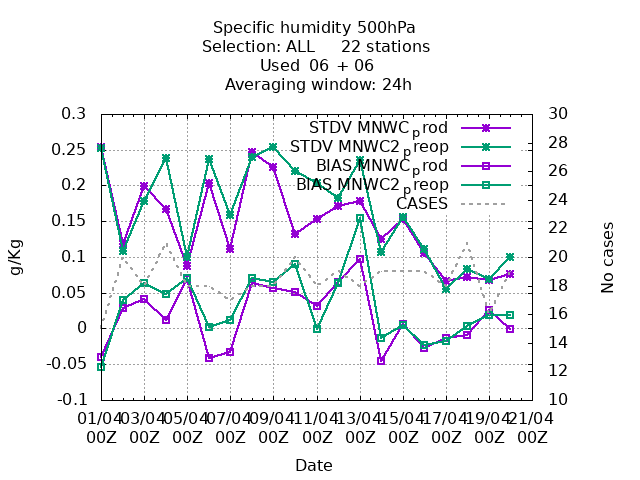 Specific humidity 500hPa
Selection: ALL 22 stations
Used 06 + 06
Averaging window: 24h
0.3
0.25
0.2
0.15
0.1
0.05
0
-0.05
-0.1
g/Kg
STDV MNWC_prod
STDV MNWC2_preop
BIAS MNWC_prod
BIAS MNWC2_preop
CASES
30
28
26
24
22
20
18
16
14
12
10
No cases
01/04 03/04 05/04 07/04 09/04 11/04 13/04 15/04 17/04 19/04 21/04
00Z 00Z 00Z 00Z 00Z 00Z 00Z 00Z 00Z 00Z 00Z
Date